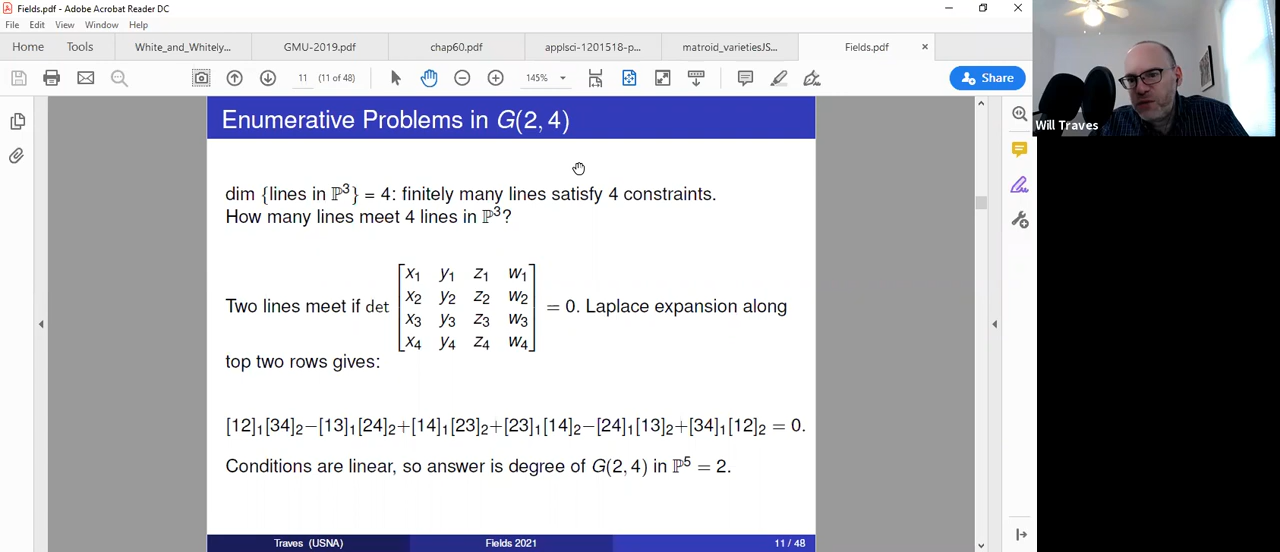 Fields.pdf - Adobe Acrobat Reader DC
File Edit View Window Help
Home Tools White_and_Whitely... GMU-2019.pdf chap60.pdf applsci-1201518-p... matroid_varietiesJS... Fields.pdf ×
11 (11 of 48) 145% Share
Will Traves
Enumerative Problems in G(2, 4)
dim {lines in ℙ³} = 4: finitely many lines satisfy 4 constraints.
How many lines meet 4 lines in ℙ³?
x₁ y₁ z₁ w₁
x₂ y₂ z₂ w₂
Two lines meet if det = 0. Laplace expansion along
x₃ y₃ z₃ w₃
x₄ y₄ z₄ w₄
top two rows gives:
[12]₁[34]₂−[13]₁[24]₂+[14]₁[23]₂+[23]₁[14]₂−[24]₁[13]₂+[34]₁[12]₂ = 0.
Conditions are linear, so answer is degree of G(2, 4) in ℙ⁵ = 2.
Traves (USNA) Fields 2021 11 / 48